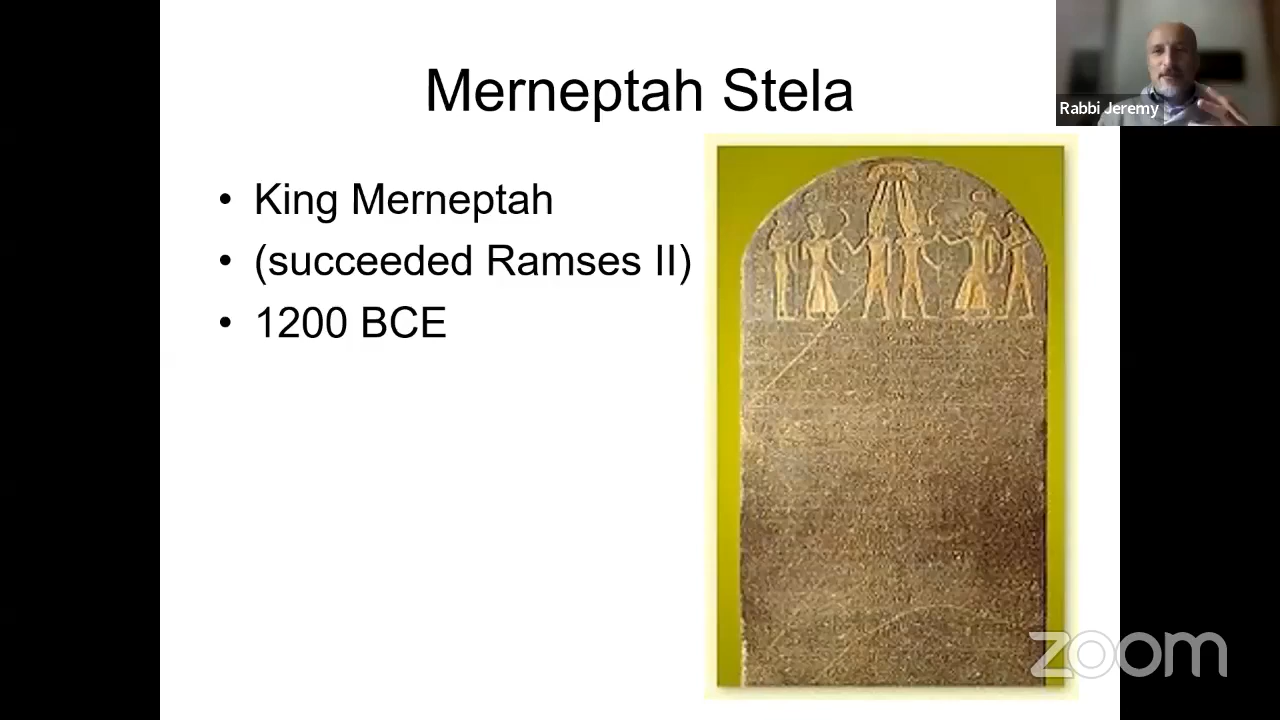 Merneptah Stela
Rabbi Jeremy
• King Merneptah
• (succeeded Ramses II)
• 1200 BCE
zoom